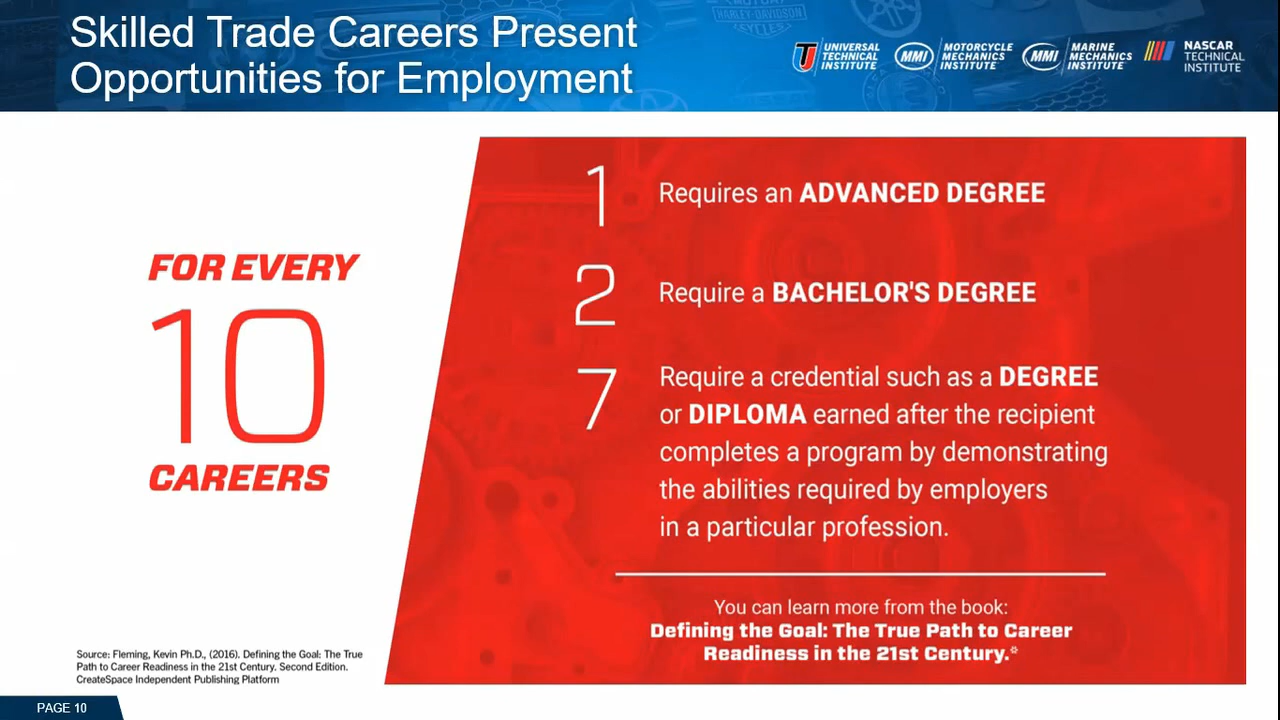 Skilled Trade Careers Present
Opportunities for Employment
UNIVERSAL
TECHNICAL
INSTITUTE
MMI
MOTORCYCLE
MECHANICS
INSTITUTE
MMI
MARINE
MECHANICS
INSTITUTE
NASCAR
TECHNICAL
INSTITUTE
MOTOR
HARLEY-DAVIDSON
CYCLES
FOR EVERY
10
CAREERS
1 Requires an ADVANCED DEGREE
2 Require a BACHELOR'S DEGREE
7 Require a credential such as a DEGREE
or DIPLOMA earned after the recipient
completes a program by demonstrating
the abilities required by employers
in a particular profession.
You can learn more from the book:
Defining the Goal: The True Path to Career
Readiness in the 21st Century.*
Source: Fleming, Kevin Ph.D., (2016). Defining the Goal: The True
Path to Career Readiness in the 21st Century. Second Edition.
CreateSpace Independent Publishing Platform
PAGE 10